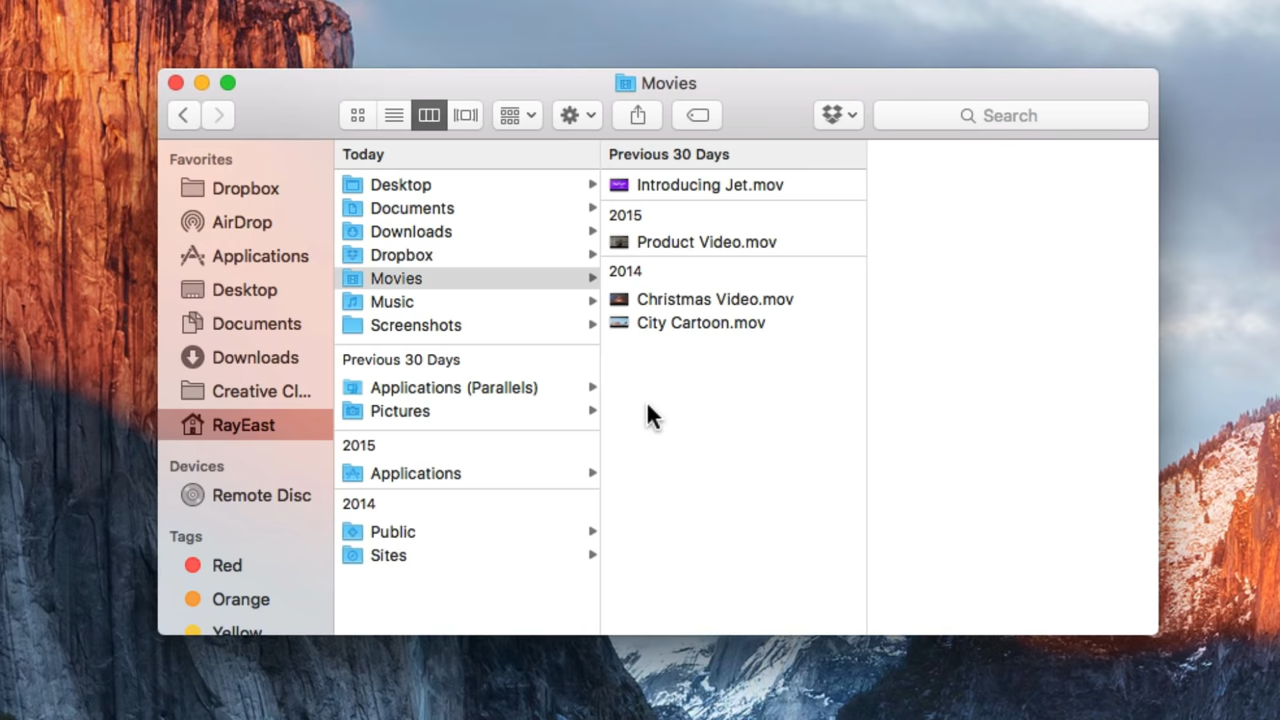 Movies
Search
Favorites
Dropbox
AirDrop
Applications
Desktop
Documents
Downloads
Creative Cl...
RayEast
Devices
Remote Disc
Tags
Red
Orange
Yellow
Today
Desktop
Documents
Downloads
Dropbox
Movies
Music
Screenshots
Previous 30 Days
Applications (Parallels)
Pictures
2015
Applications
2014
Public
Sites
Previous 30 Days
Introducing Jet.mov
2015
Product Video.mov
2014
Christmas Video.mov
City Cartoon.mov